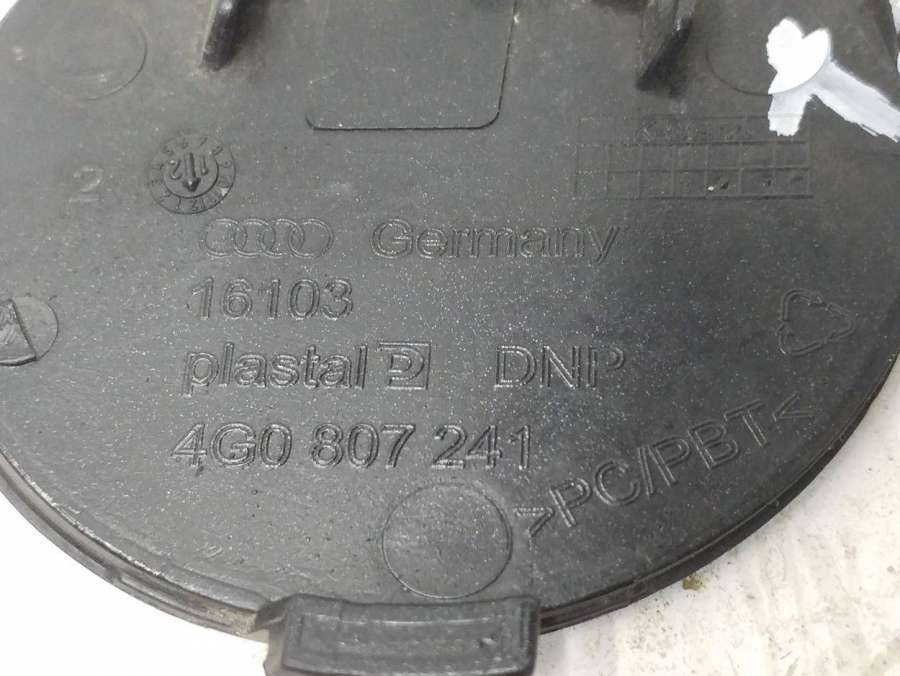 2
Germany
16103
plastal P DNP
4G0 807 241
>PC/PBT<